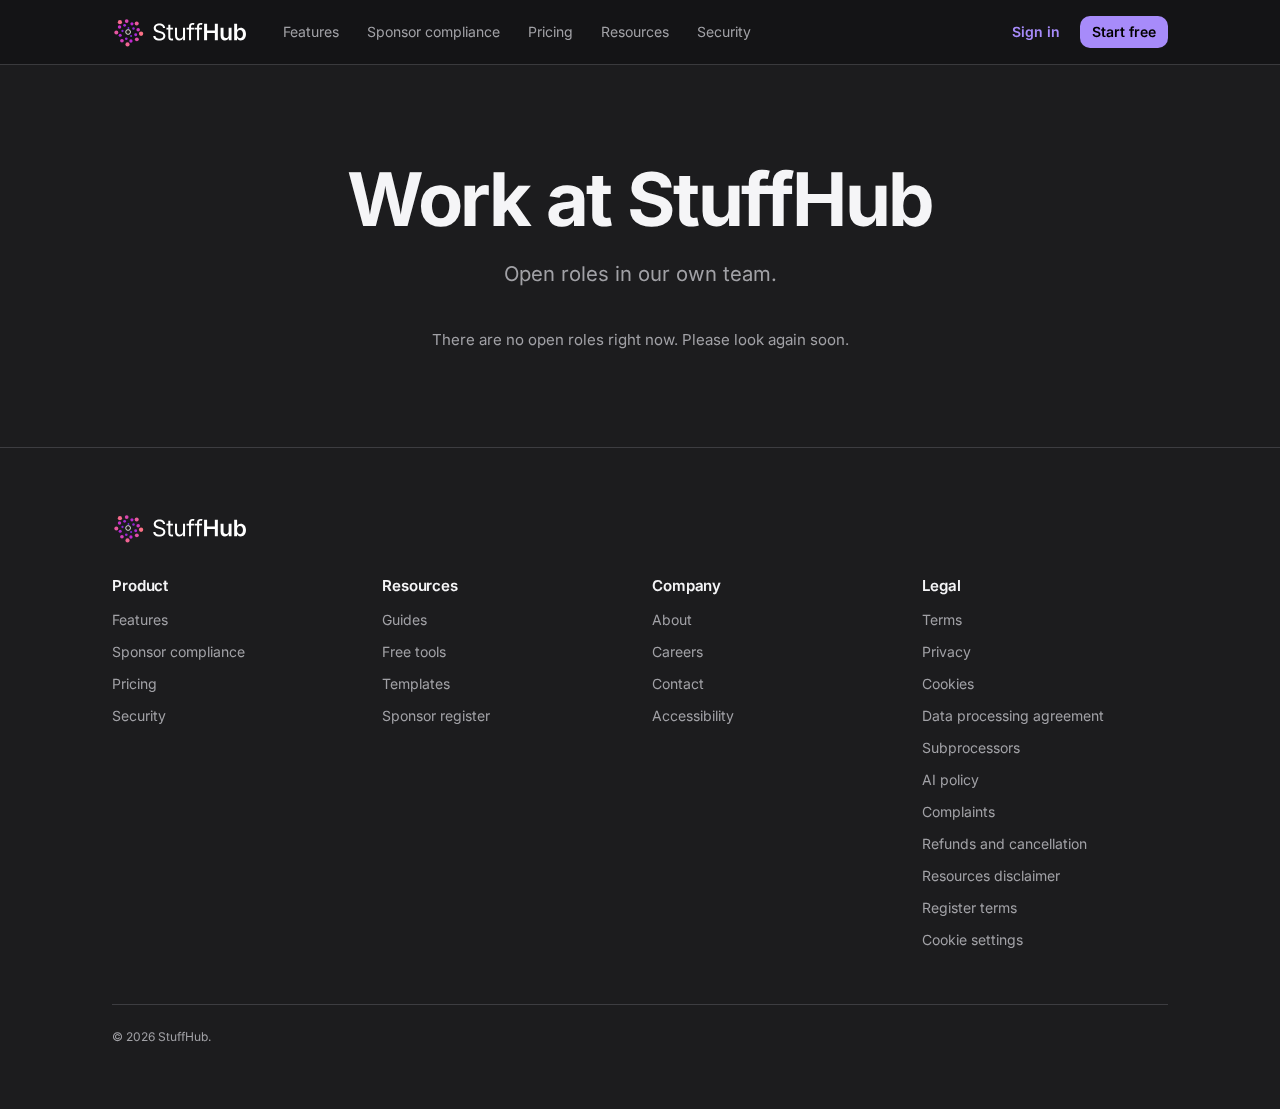 StuffHub
Features
Sponsor compliance
Pricing
Resources
Security
Sign in
Start free
Work at StuffHub
Open roles in our own team.
There are no open roles right now. Please look again soon.
StuffHub
Product
Features
Sponsor compliance
Pricing
Security
Resources
Guides
Free tools
Templates
Sponsor register
Company
About
Careers
Contact
Accessibility
Legal
Terms
Privacy
Cookies
Data processing agreement
Subprocessors
AI policy
Complaints
Refunds and cancellation
Resources disclaimer
Register terms
Cookie settings
© 2026 StuffHub.